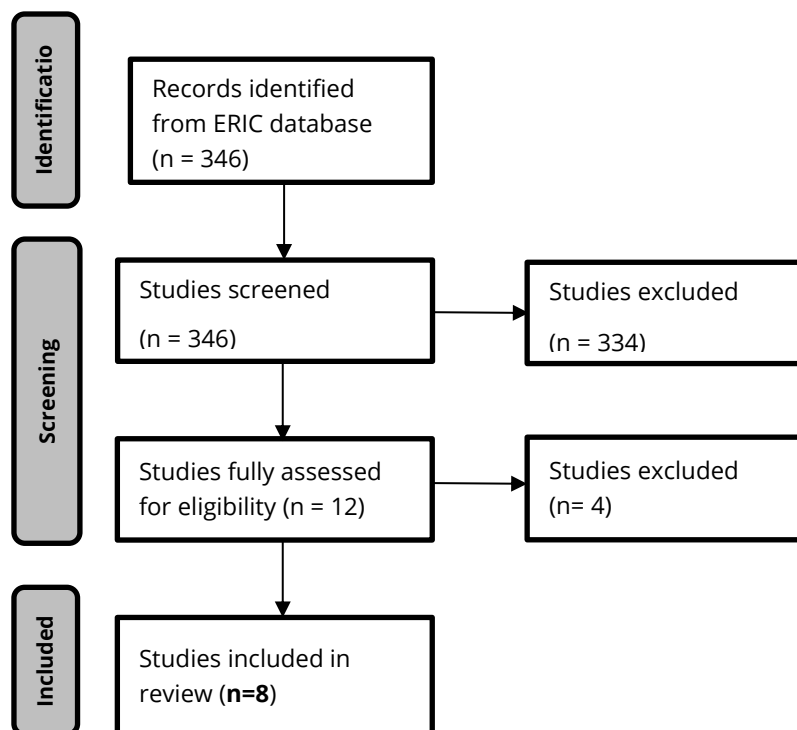 Identificatio
Records identified
from ERIC database
(n = 346)
Screening
Studies screened
(n = 346)
Studies excluded
(n = 334)
Studies fully assessed
for eligibility (n = 12)
Studies excluded
(n= 4)
Included
Studies included in
review (n=8)